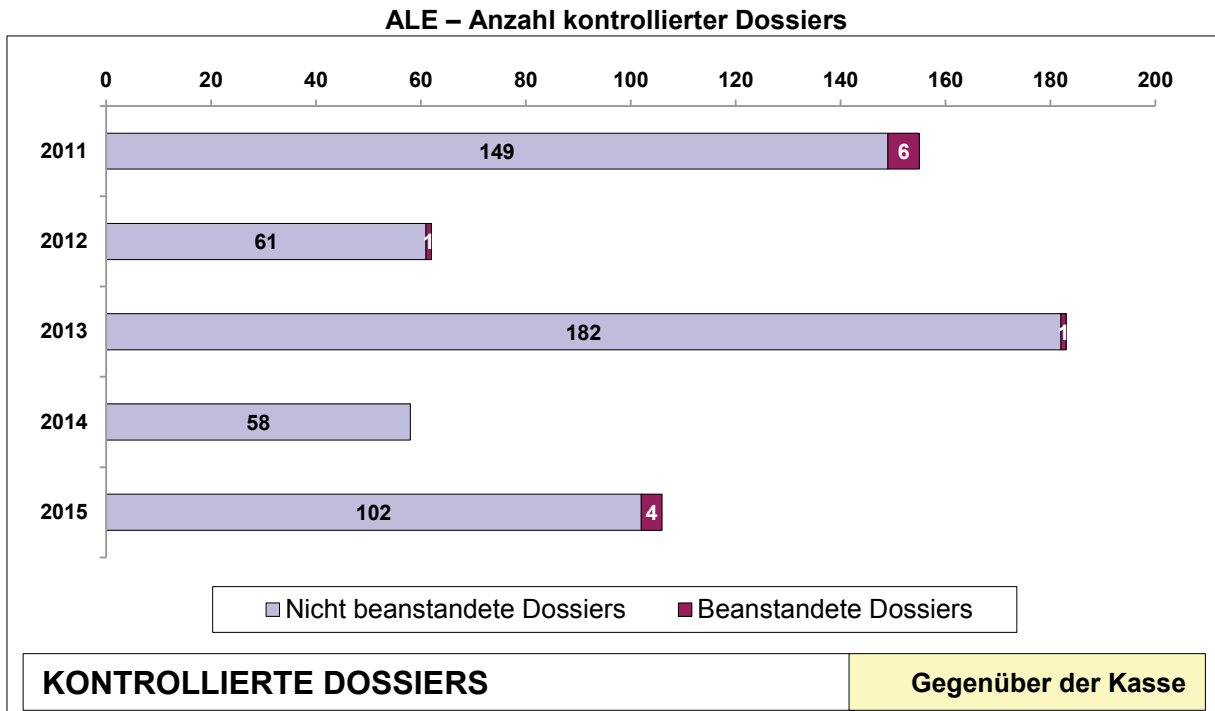 ALE – Anzahl kontrollierter Dossiers
0 20 40 60 80 100 120 140 160 180 200
2011 149 6
2012 61 1
2013 182 1
2014 58
2015 102 4
Nicht beanstandete Dossiers Beanstandete Dossiers
KONTROLLIERTE DOSSIERS Gegenüber der Kasse